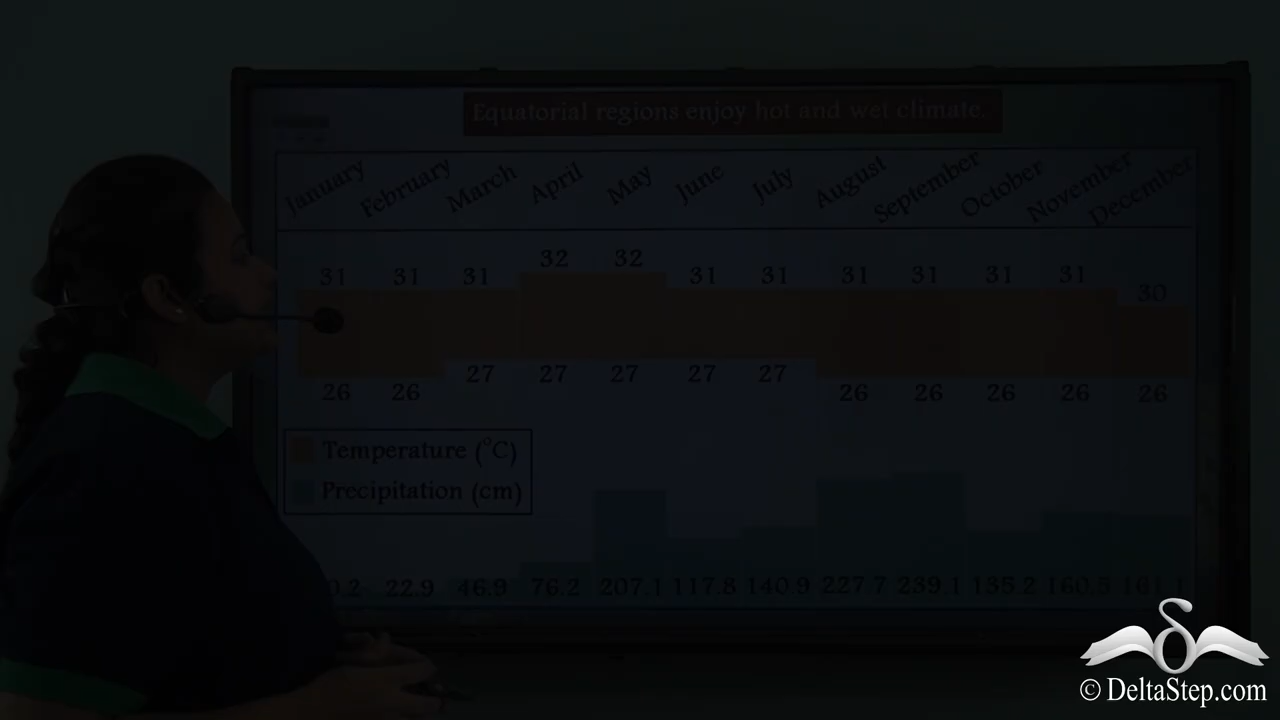 Equatorial regions enjoy hot and wet climate.
January February March April May June July August September October November December
31 31 31 32 32 31 31 31 31 31 31 30
26 26 27 27 27 27 27 26 26 26 26 26
Temperature (°C)
Precipitation (cm)
22.9 46.9 76.2 207.1 117.8 140.9 227.7 239.1 135.2 160.5 161.1
© DeltaStep.com